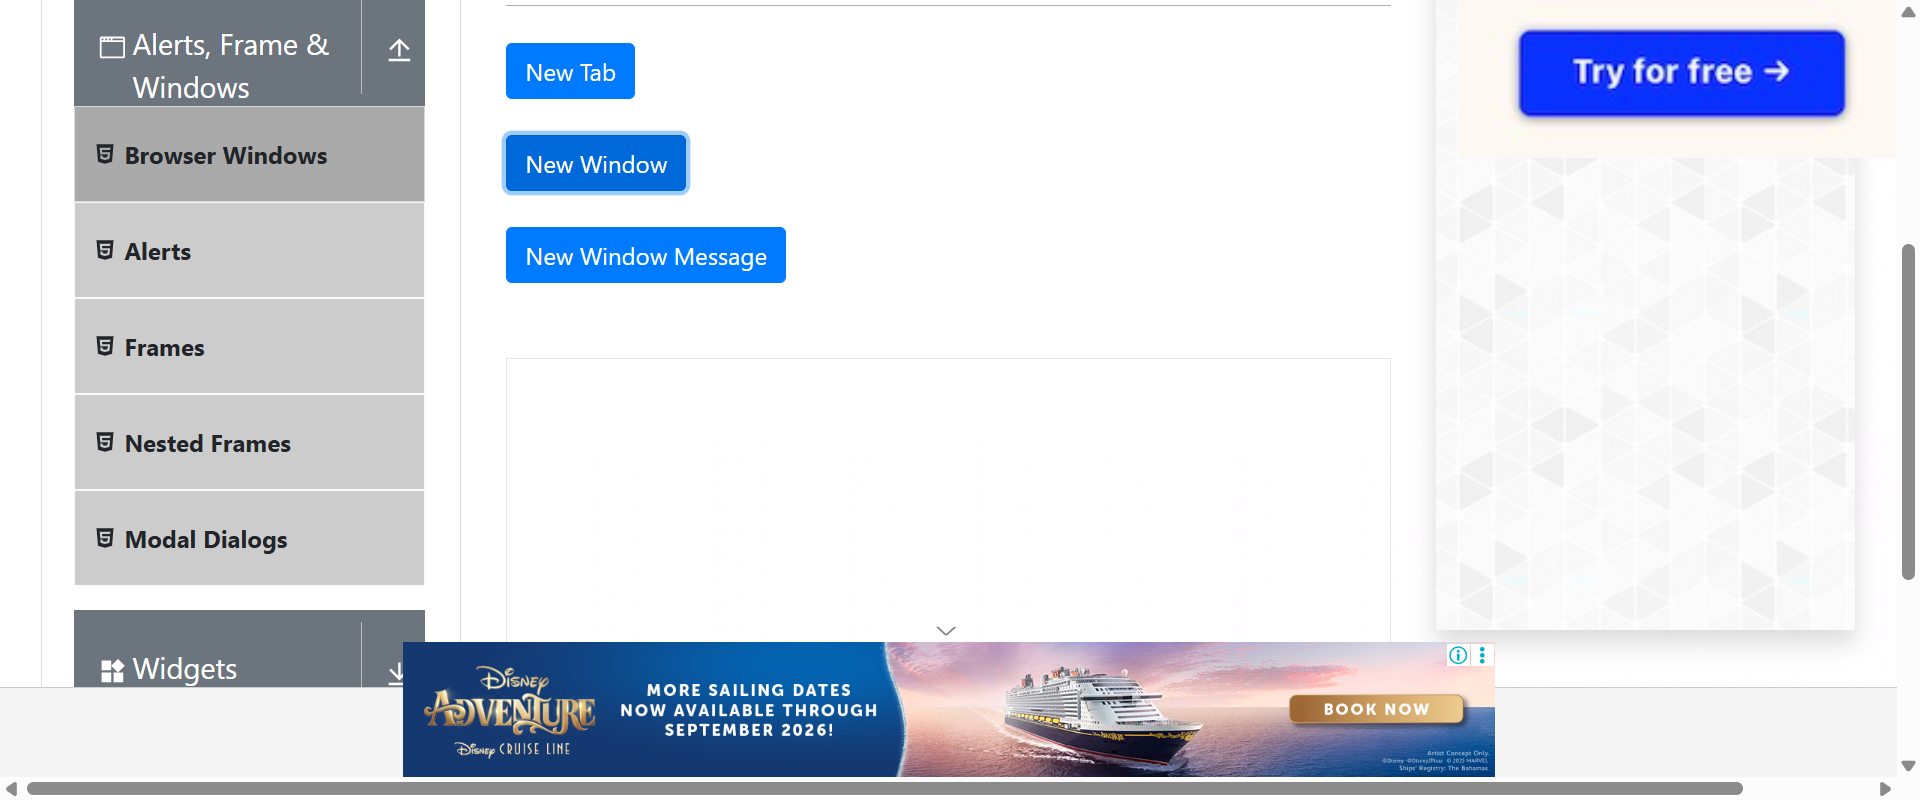 Alerts, Frame &
Windows
Browser Windows
Alerts
Frames
Nested Frames
Modal Dialogs
Widgets
New Tab
New Window
New Window Message
Try for free →
Disney
ADVENTURE
Disney CRUISE LINE
MORE SAILING DATES
NOW AVAILABLE THROUGH
SEPTEMBER 2026!
BOOK NOW
Artist Concept Only.
©Disney ©Disney/Pixar © 2025 MARVEL
Ships' Registry: The Bahamas